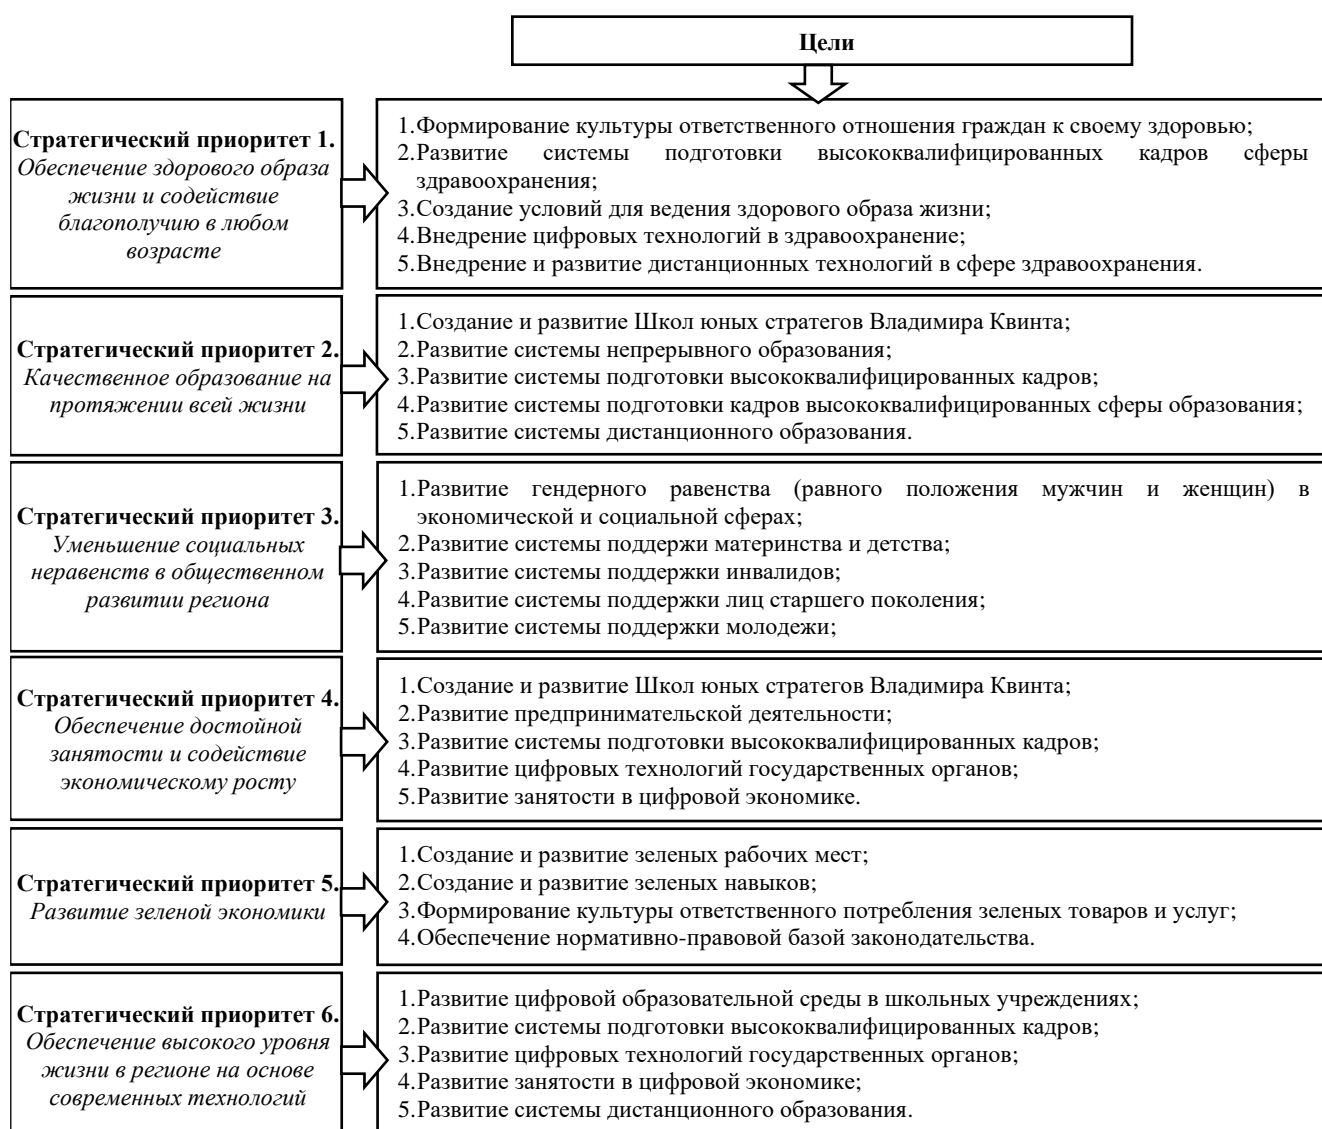 Цели
Стратегический приоритет 1.
Обеспечение здорового образа
жизни и содействие
благополучию в любом
возрасте
1.Формирование культуры ответственного отношения граждан к своему здоровью;
2.Развитие системы подготовки высококвалифицированных кадров сферы
здравоохранения;
3.Создание условий для ведения здорового образа жизни;
4.Внедрение цифровых технологий в здравоохранение;
5.Внедрение и развитие дистанционных технологий в сфере здравоохранения.
Стратегический приоритет 2.
Качественное образование на
протяжении всей жизни
1.Создание и развитие Школ юных стратегов Владимира Квинта;
2.Развитие системы непрерывного образования;
3.Развитие системы подготовки высококвалифицированных кадров;
4.Развитие системы подготовки кадров высококвалифицированных сферы образования;
5.Развитие системы дистанционного образования.
Стратегический приоритет 3.
Уменьшение социальных
неравенств в общественном
развитии региона
1.Развитие гендерного равенства (равного положения мужчин и женщин) в
экономической и социальной сферах;
2.Развитие системы поддержи материнства и детства;
3.Развитие системы поддержки инвалидов;
4.Развитие системы поддержки лиц старшего поколения;
5.Развитие системы поддержки молодежи;
Стратегический приоритет 4.
Обеспечение достойной
занятости и содействие
экономическому росту
1.Создание и развитие Школ юных стратегов Владимира Квинта;
2.Развитие предпринимательской деятельности;
3.Развитие системы подготовки высококвалифицированных кадров;
4.Развитие цифровых технологий государственных органов;
5.Развитие занятости в цифровой экономике.
Стратегический приоритет 5.
Развитие зеленой экономики
1.Создание и развитие зеленых рабочих мест;
2.Создание и развитие зеленых навыков;
3.Формирование культуры ответственного потребления зеленых товаров и услуг;
4.Обеспечение нормативно-правовой базой законодательства.
Стратегический приоритет 6.
Обеспечение высокого уровня
жизни в регионе на основе
современных технологий
1.Развитие цифровой образовательной среды в школьных учреждениях;
2.Развитие системы подготовки высококвалифицированных кадров;
3.Развитие цифровых технологий государственных органов;
4.Развитие занятости в цифровой экономике;
5.Развитие системы дистанционного образования.